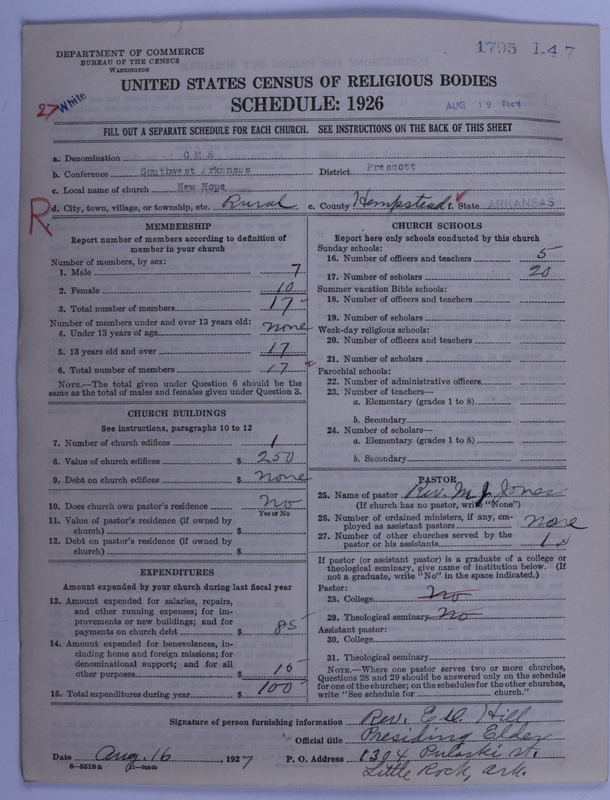 1795 1-47
DEPARTMENT OF COMMERCE
BUREAU OF THE CENSUS
WASHINGTON
UNITED STATES CENSUS OF RELIGIOUS BODIES
SCHEDULE: 1926
27 White
AUG 19 Rec'd
FILL OUT A SEPARATE SCHEDULE FOR EACH CHURCH. SEE INSTRUCTIONS ON THE BACK OF THIS SHEET
a. Denomination C M E
b. Conference Southwest Arkansas District Prescott
c. Local name of church New Hope
R d. City, town, village, or township, etc. Rural e. County Hempstead f. State ARKANSAS
MEMBERSHIP
Report number of members according to definition of
member in your church
Number of members, by sex:
1. Male 7
2. Female 10
3. Total number of members 17
Number of members under and over 13 years old:
4. Under 13 years of age none
5. 13 years old and over 17
6. Total number of members 17
NOTE.—The total given under Question 6 should be the
same as the total of males and females given under Question 3.
CHURCH BUILDINGS
See instructions, paragraphs 10 to 12
7. Number of church edifices 1
8. Value of church edifices $ 250
9. Debt on church edifices $ none
10. Does church own pastor's residence No
Yes or No
11. Value of pastor's residence (if owned by
church) $
12. Debt on pastor's residence (if owned by
church) $
EXPENDITURES
Amount expended by your church during last fiscal year
13. Amount expended for salaries, repairs,
and other running expenses; for im-
provements or new buildings; and for
payments on church debt $ 85
14. Amount expended for benevolences, in-
cluding home and foreign missions; for
denominational support; and for all
other purposes $ 15
15. Total expenditures during year $ 100
CHURCH SCHOOLS
Report here only schools conducted by this church
Sunday schools:
16. Number of officers and teachers 5
17. Number of scholars 20
Summer vacation Bible schools:
18. Number of officers and teachers
19. Number of scholars
Week-day religious schools:
20. Number of officers and teachers
21. Number of scholars
Parochial schools:
22. Number of administrative officers
23. Number of teachers—
a. Elementary (grades 1 to 8)
b. Secondary
24. Number of scholars—
a. Elementary (grades 1 to 8)
b. Secondary
PASTOR
25. Name of pastor Rev. M. J. Jones
(If church has no pastor, write "None")
26. Number of ordained ministers, if any, em-
ployed as assistant pastors none
27. Number of other churches served by the
pastor or his assistants 1
If pastor (or assistant pastor) is a graduate of a college or
theological seminary, give name of institution below. (If
not a graduate, write "No" in the space indicated.)
Pastor:
28. College No
29. Theological seminary No
Assistant pastor:
30. College
31. Theological seminary
NOTE.—Where one pastor serves two or more churches,
Questions 28 and 29 should be answered only on the schedule
for one of the churches; on the schedules for the other churches,
write "See schedule for church."
Signature of person furnishing information Rev. E. D. Hill
Official title Presiding Elder
Date Aug. 16, 1927 P. O. Address 1304 Pulaski st.
Little Rock, Ark.